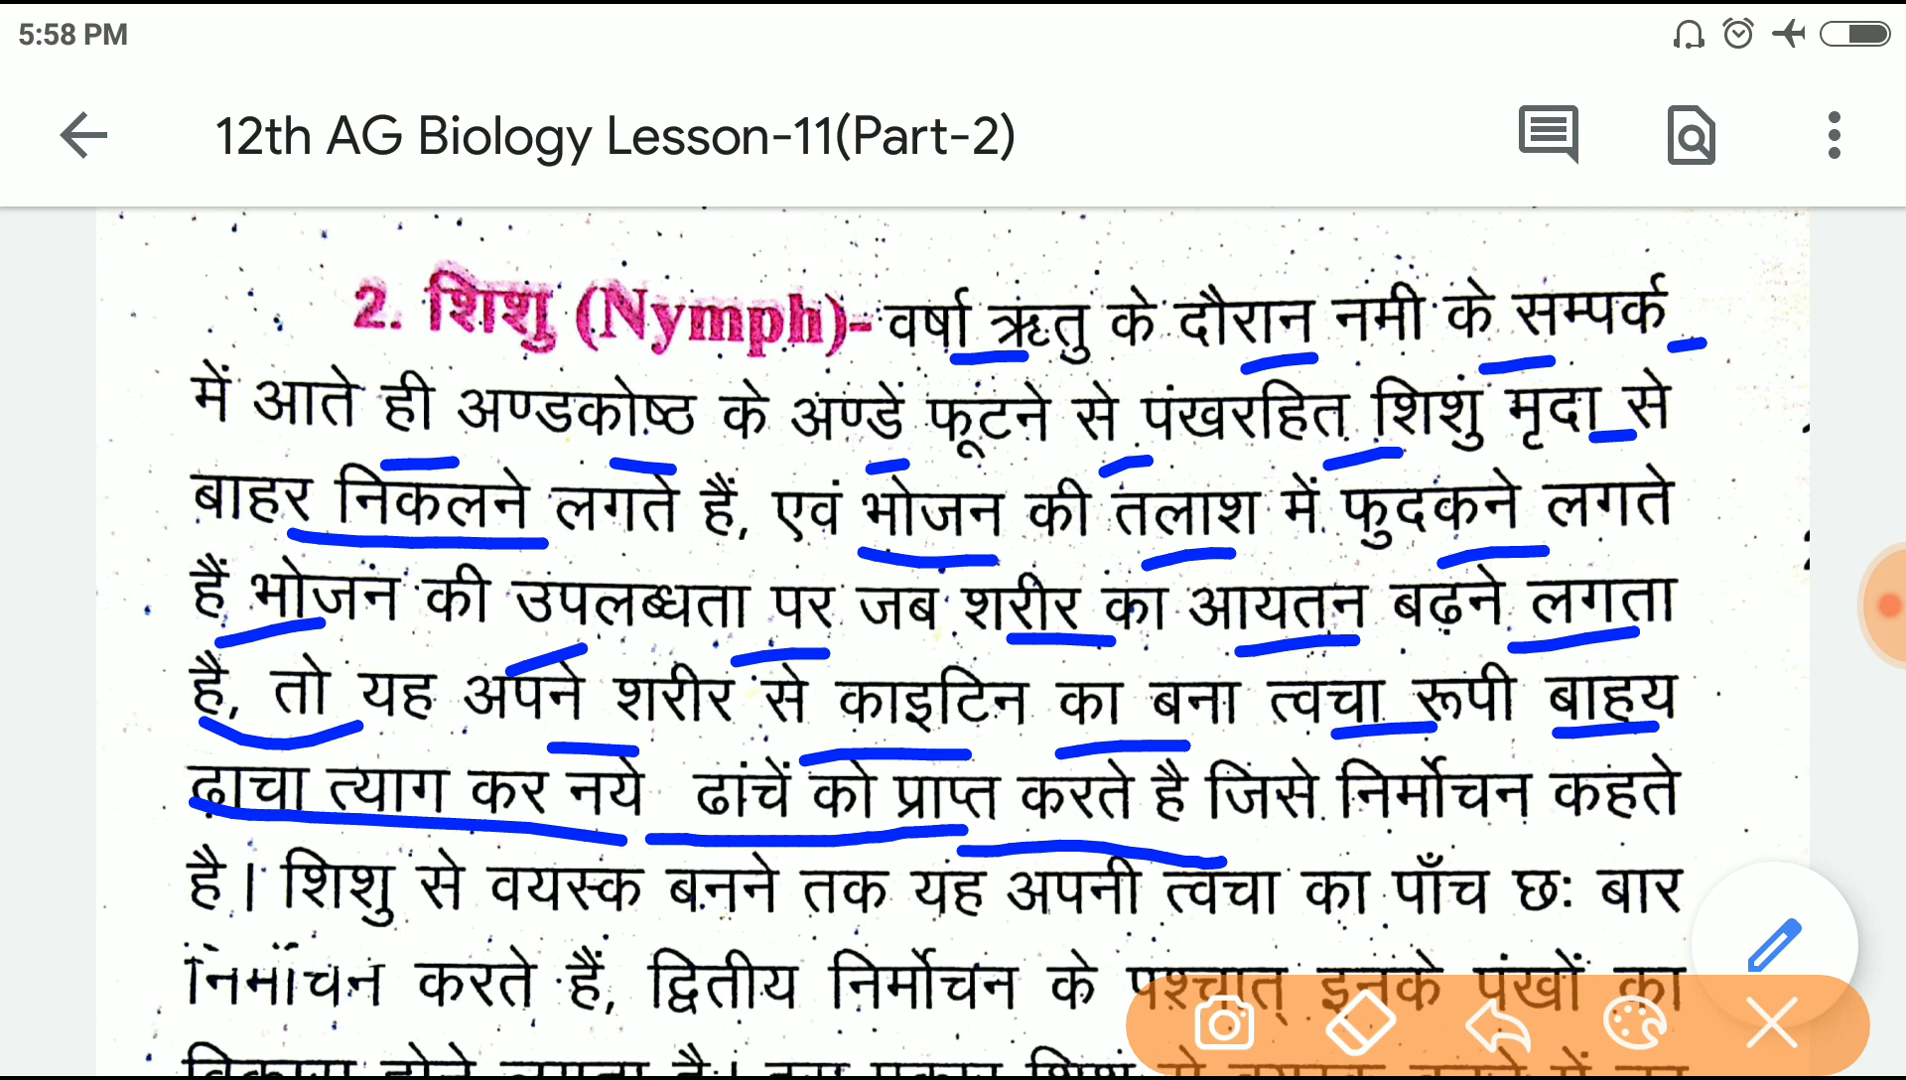 5:58 PM
12th AG Biology Lesson-11(Part-2)
2. शिशु (Nymph)- वर्षा ऋतु के दौरान नमी के सम्पर्क
में आते ही अण्डकोष्ठ के अण्डे फूटने से पंखरहित शिशु मृदा से
बाहर निकलने लगते हैं, एवं भोजन की तलाश में फुदकने लगते
हैं भोजन की उपलब्धता पर जब शरीर का आयतन बढ़ने लगता
है, तो यह अपने शरीर से काइटिन का बना त्वचा रूपी बाहय
ढ़ाचा त्याग कर नये ढांचें को प्राप्त करते है जिसे निर्मोचन कहते
है। शिशु से वयस्क बनने तक यह अपनी त्वचा का पाँच छः बार
निर्मोचन करते हैं, द्वितीय निर्मोचन के पश्चात् इनके पंखों का